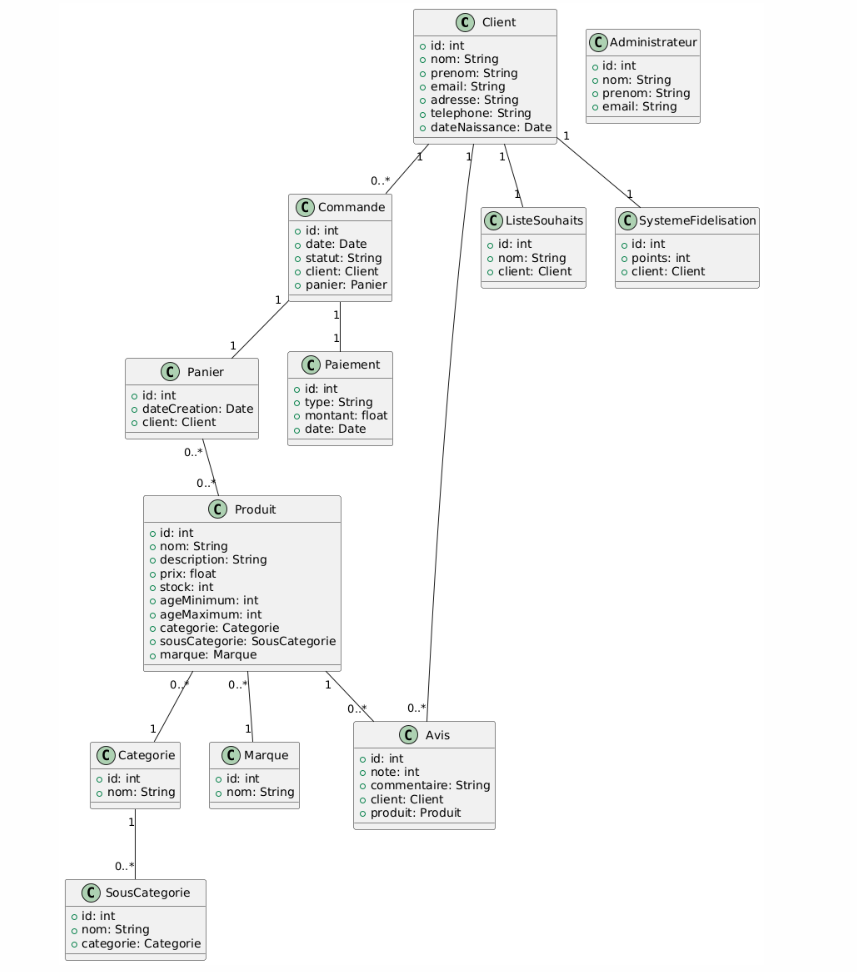 C Client
id: int
nom: String
prenom: String
email: String
adresse: String
telephone: String
dateNaissance: Date
C Administrateur
id: int
nom: String
prenom: String
email: String
1
1
1
1
0..*
1
1
C Commande
id: int
date: Date
statut: String
client: Client
panier: Panier
C ListeSouhaits
id: int
nom: String
client: Client
C SystemeFidelisation
id: int
points: int
client: Client
1
1
1
1
C Panier
id: int
dateCreation: Date
client: Client
C Paiement
id: int
type: String
montant: float
date: Date
0..*
0..*
C Produit
id: int
nom: String
description: String
prix: float
stock: int
ageMinimum: int
ageMaximum: int
categorie: Categorie
sousCategorie: SousCategorie
marque: Marque
0..*
0..*
1
1
1
0..*
0..*
C Categorie
id: int
nom: String
C Marque
id: int
nom: String
C Avis
id: int
note: int
commentaire: String
client: Client
produit: Produit
1
0..*
C SousCategorie
id: int
nom: String
categorie: Categorie